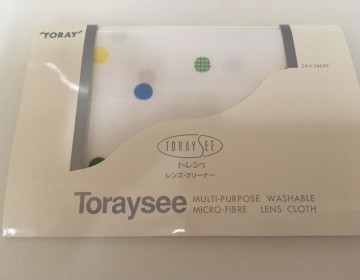 'TORAY'
24×24cm
TORAYSEE
トレシー
レンズ・クリーナー
Toraysee MULTI-PURPOSE WASHABLE
MICRO-FIBRE LENS CLOTH